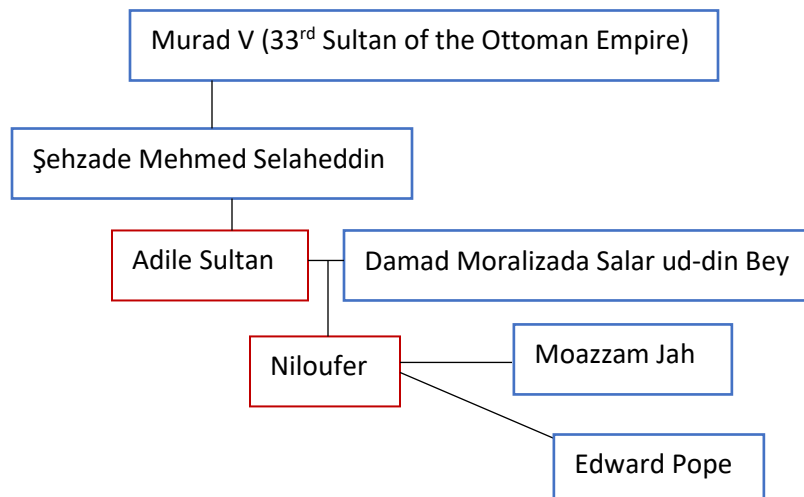 Murad V (33rd Sultan of the Ottoman Empire)
Şehzade Mehmed Selaheddin
Adile Sultan
Damad Moralizada Salar ud-din Bey
Niloufer
Moazzam Jah
Edward Pope